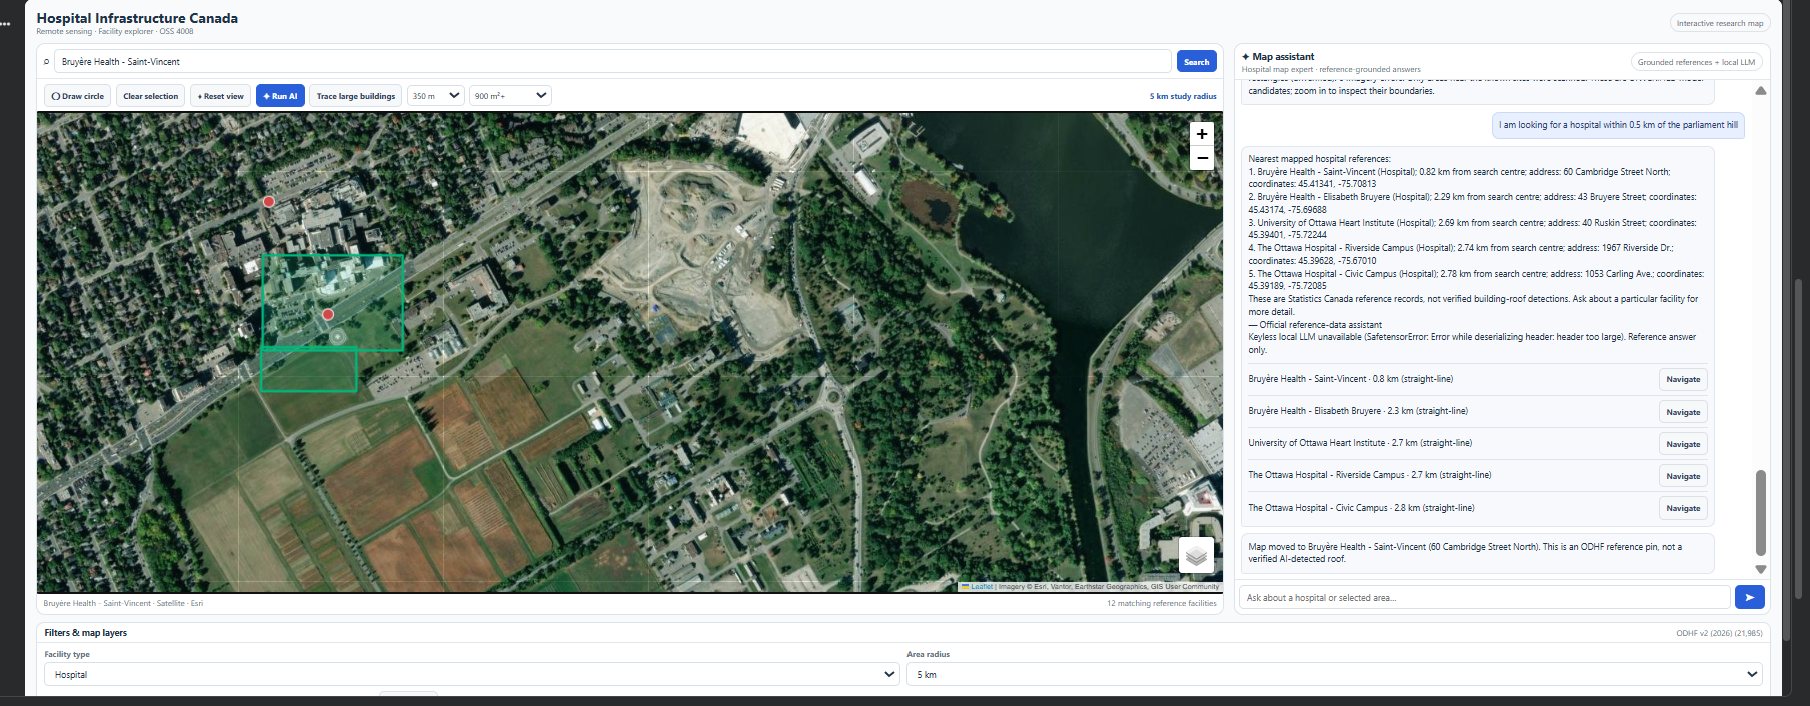 Hospital Infrastructure Canada
Remote sensing · Facility explorer · OSS 4008
Interactive research map
Bruyère Health - Saint-Vincent
Search
Draw circle
Clear selection
Reset view
Run AI
Trace large buildings
350 m
900 m²+
5 km study radius
+
−
Leaflet | Imagery © Esri, Vantor, Earthstar Geographics, GIS User Community
Bruyère Health - Saint-Vincent · Satellite · Esri
12 matching reference facilities
Map assistant
Hospital map expert · reference-grounded answers
Grounded references + local LLM
candidates; zoom in to inspect their boundaries.
I am looking for a hospital within 0.5 km of the parliament hill
Nearest mapped hospital references:
1. Bruyère Health - Saint-Vincent (Hospital); 0.82 km from search centre; address: 60 Cambridge Street North;
coordinates: 45.41341, -75.70813
2. Bruyère Health - Elisabeth Bruyere (Hospital); 2.29 km from search centre; address: 43 Bruyere Street; coordinates:
45.43174, -75.69688
3. University of Ottawa Heart Institute (Hospital); 2.69 km from search centre; address: 40 Ruskin Street; coordinates:
45.39401, -75.72244
4. The Ottawa Hospital - Riverside Campus (Hospital); 2.74 km from search centre; address: 1967 Riverside Dr.;
coordinates: 45.39628, -75.67010
5. The Ottawa Hospital - Civic Campus (Hospital); 2.78 km from search centre; address: 1053 Carling Ave.; coordinates:
45.39189, -75.72085
These are Statistics Canada reference records, not verified building-roof detections. Ask about a particular facility for
more detail.
— Official reference-data assistant
Keyless local LLM unavailable (SafetensorError: Error while deserializing header: header too large). Reference answer
only.
Bruyère Health - Saint-Vincent · 0.8 km (straight-line)
Navigate
Bruyère Health - Elisabeth Bruyere · 2.3 km (straight-line)
Navigate
University of Ottawa Heart Institute · 2.7 km (straight-line)
Navigate
The Ottawa Hospital - Riverside Campus · 2.7 km (straight-line)
Navigate
The Ottawa Hospital - Civic Campus · 2.8 km (straight-line)
Navigate
Map moved to Bruyère Health - Saint-Vincent (60 Cambridge Street North). This is an ODHF reference pin, not a
verified AI-detected roof.
Ask about a hospital or selected area...
Filters & map layers
ODHF v2 (2026) (21,985)
Facility type
Area radius
Hospital
5 km